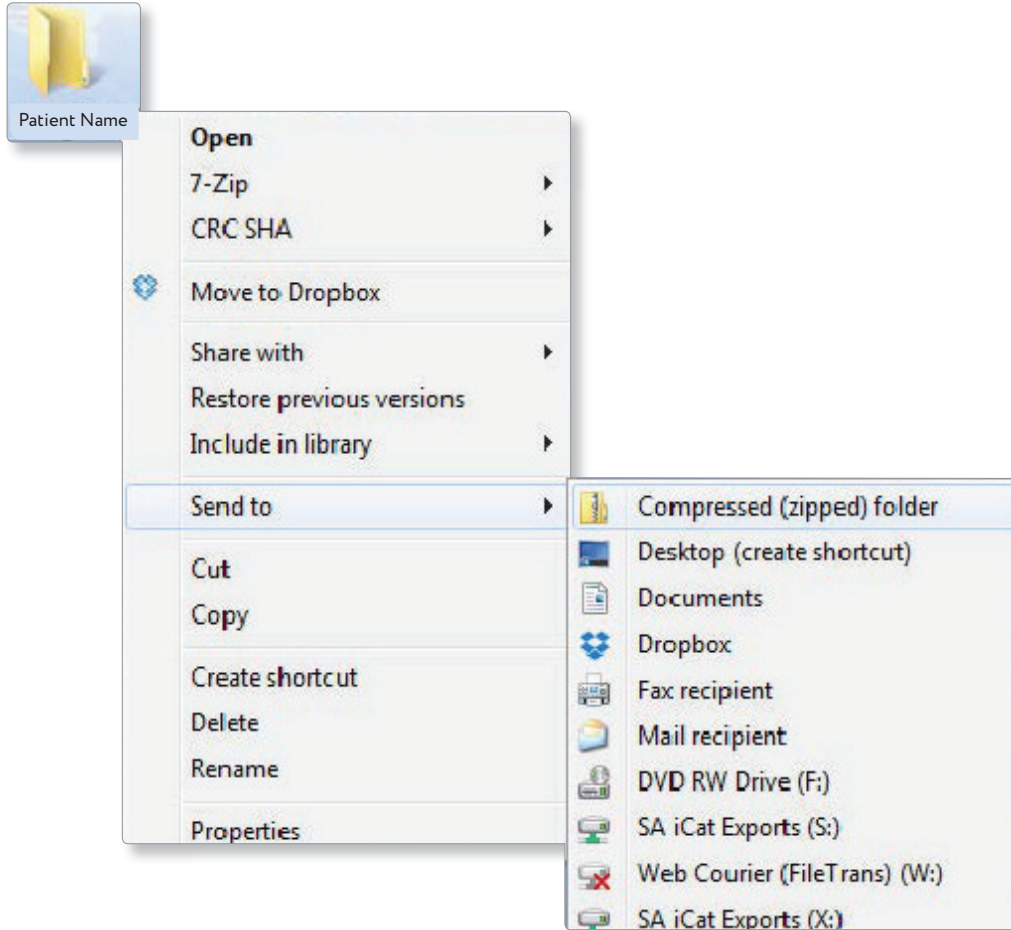 Patient Name
Open
7-Zip
CRC SHA
Move to Dropbox
Share with
Restore previous versions
Include in library
Send to
Cut
Copy
Create shortcut
Delete
Rename
Properties
Compressed (zipped) folder
Desktop (create shortcut)
Documents
Dropbox
Fax recipient
Mail recipient
DVD RW Drive (F:)
SA iCat Exports (S:)
Web Courier (FileTrans) (W:)
SA iCat Exports (X:)